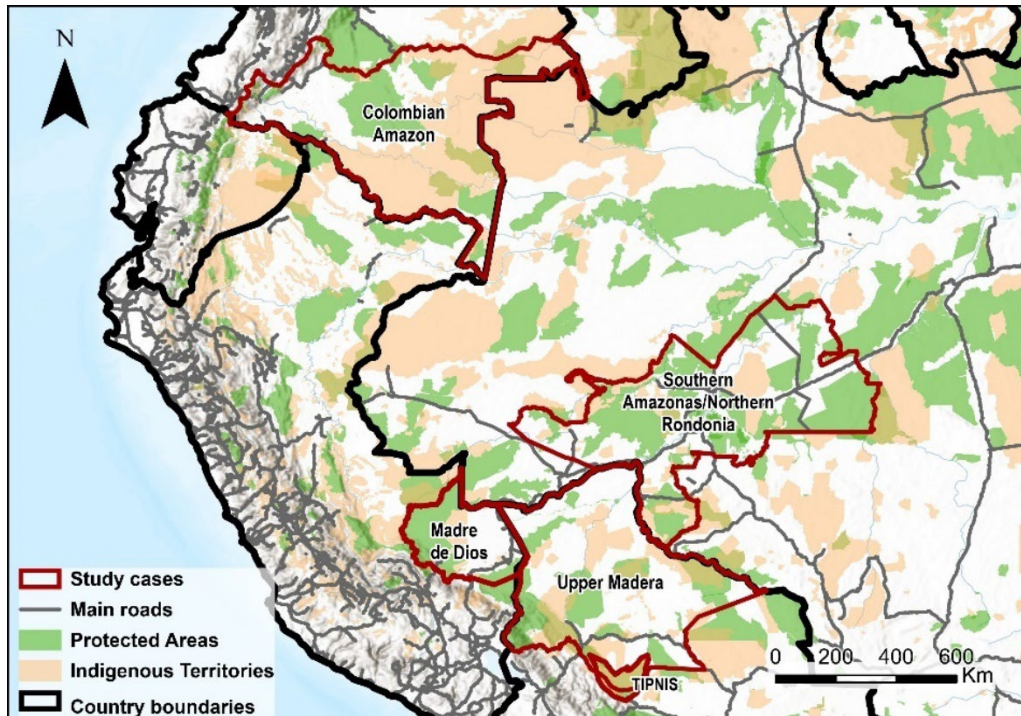 N
Colombian
Amazon
Southern
Amazonas/Northern
Rondonia
Madre
de Dios
Upper Madera
TIPNIS
Study cases
Main roads
Protected Areas
Indigenous Territories
Country boundaries
0 200 400 600
Km